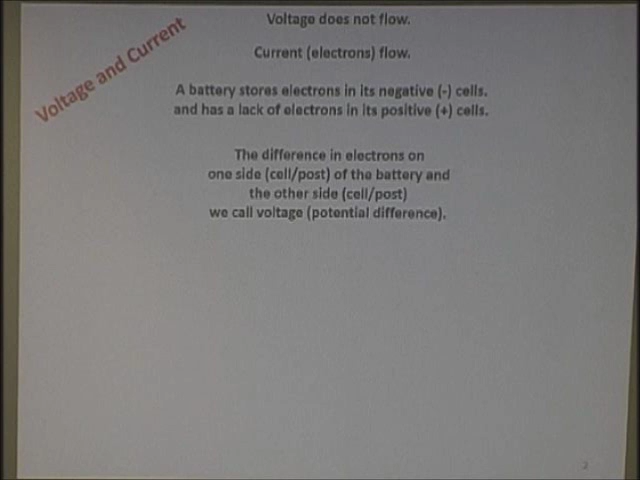 Voltage and Current
Voltage does not flow.
Current (electrons) flow.
A battery stores electrons in its negative (-) cells.
and has a lack of electrons in its positive (+) cells.
The difference in electrons on
one side (cell/post) of the battery and
the other side (cell/post)
we call voltage (potential difference).
2